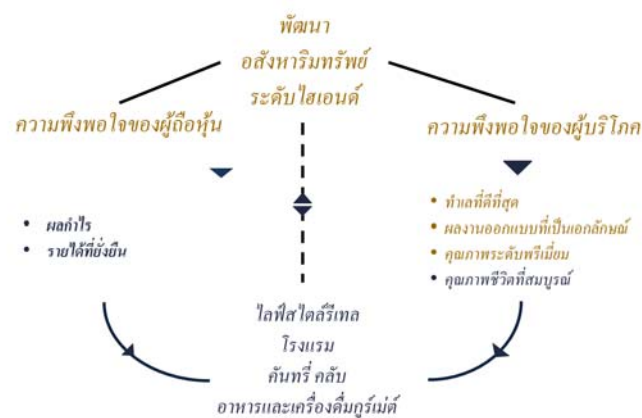 พัฒนา
อสังหาริมทรัพย์
ระดับไฮเอนด์
ความพึงพอใจของผู้ถือหุ้น
ความพึงพอใจของผู้บริโภค
• ผลกำไร
• รายได้ที่ยั่งยืน
• ทำเลที่ดีที่สุด
• ผลงานออกแบบที่เป็นเอกลักษณ์
• คุณภาพระดับพรีเมี่ยม
• คุณภาพชีวิตที่สมบูรณ์
ไลฟ์สไตล์รีเทล
โรงแรม
คันทรี่ คลับ
อาหารและเครื่องดื่มกูร์เม่ต์